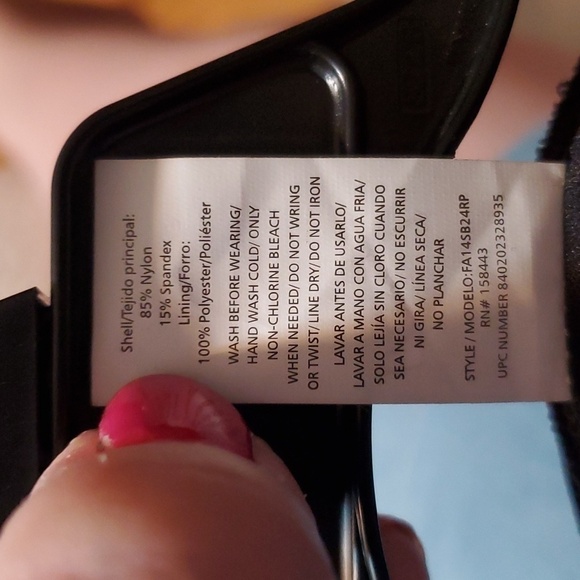 Shell/Tejido principal:
85% Nylon
15% Spandex
Lining/Forro:
100% Polyester/Poliéster
WASH BEFORE WEARING/
HAND WASH COLD/ ONLY
NON-CHLORINE BLEACH
WHEN NEEDED/ DO NOT WRING
OR TWIST/ LINE DRY/ DO NOT IRON
LAVAR ANTES DE USARLO/
LAVAR A MANO CON AGUA FRIA/
SOLO LEJÍA SIN CLORO CUANDO
SEA NECESARIO/ NO ESCURRIR
NI GIRA/ LÍNEA SECA/
NO PLANCHAR
STYLE / MODELO:FA14SB24RP
RN# 158443
UPC NUMBER 840202328935